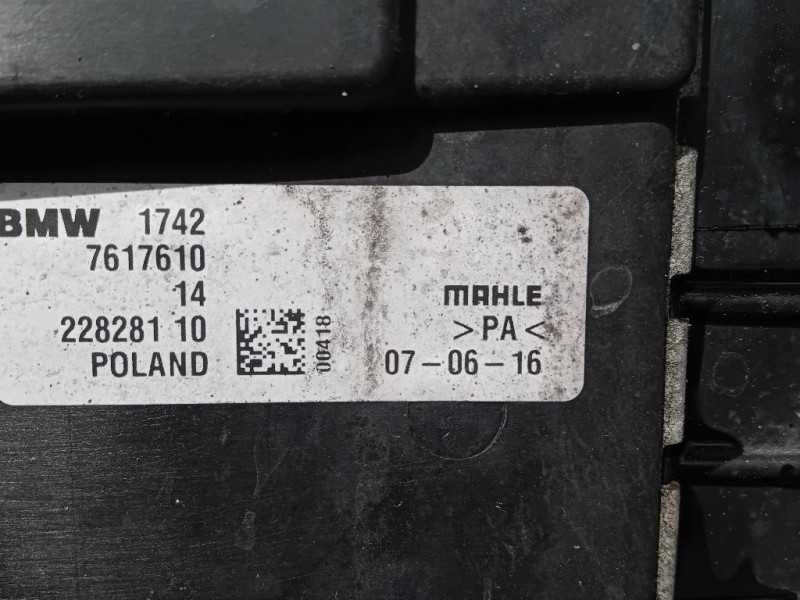 BMW 1742
7617610
14
228281 10
POLAND
00418
MAHLE
>PA<
07-06-16